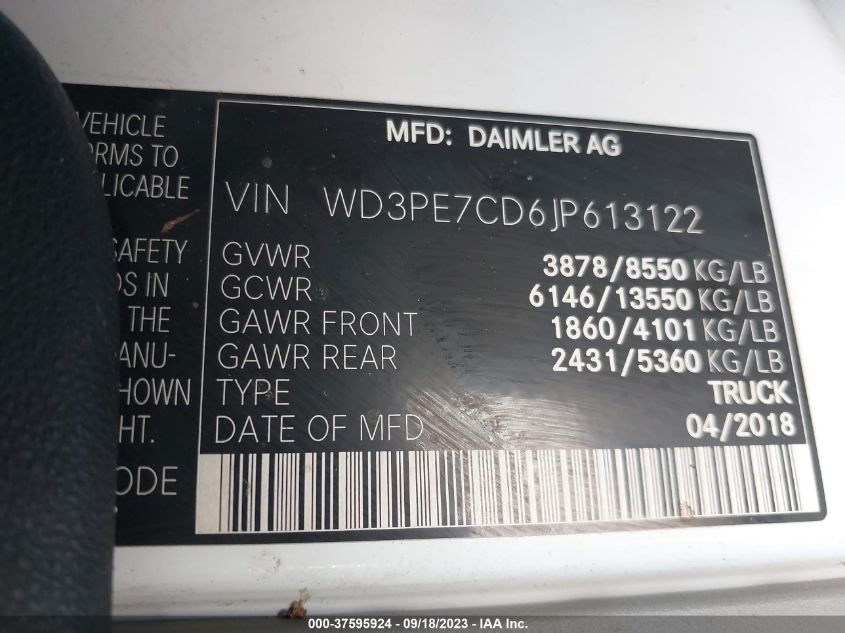 VEHICLE
ORMS TO
LICABLE
SAFETY
DS IN
THE
ANU-
HOWN
HT.
ODE
MFD: DAIMLER AG
VIN WD3PE7CD6JP613122
GVWR 3878/8550 KG/LB
GCWR 6146/13550 KG/LB
GAWR FRONT 1860/4101 KG/LB
GAWR REAR 2431/5360 KG/LB
TYPE TRUCK
DATE OF MFD 04/2018
000-37595924 - 09/18/2023 - IAA Inc.